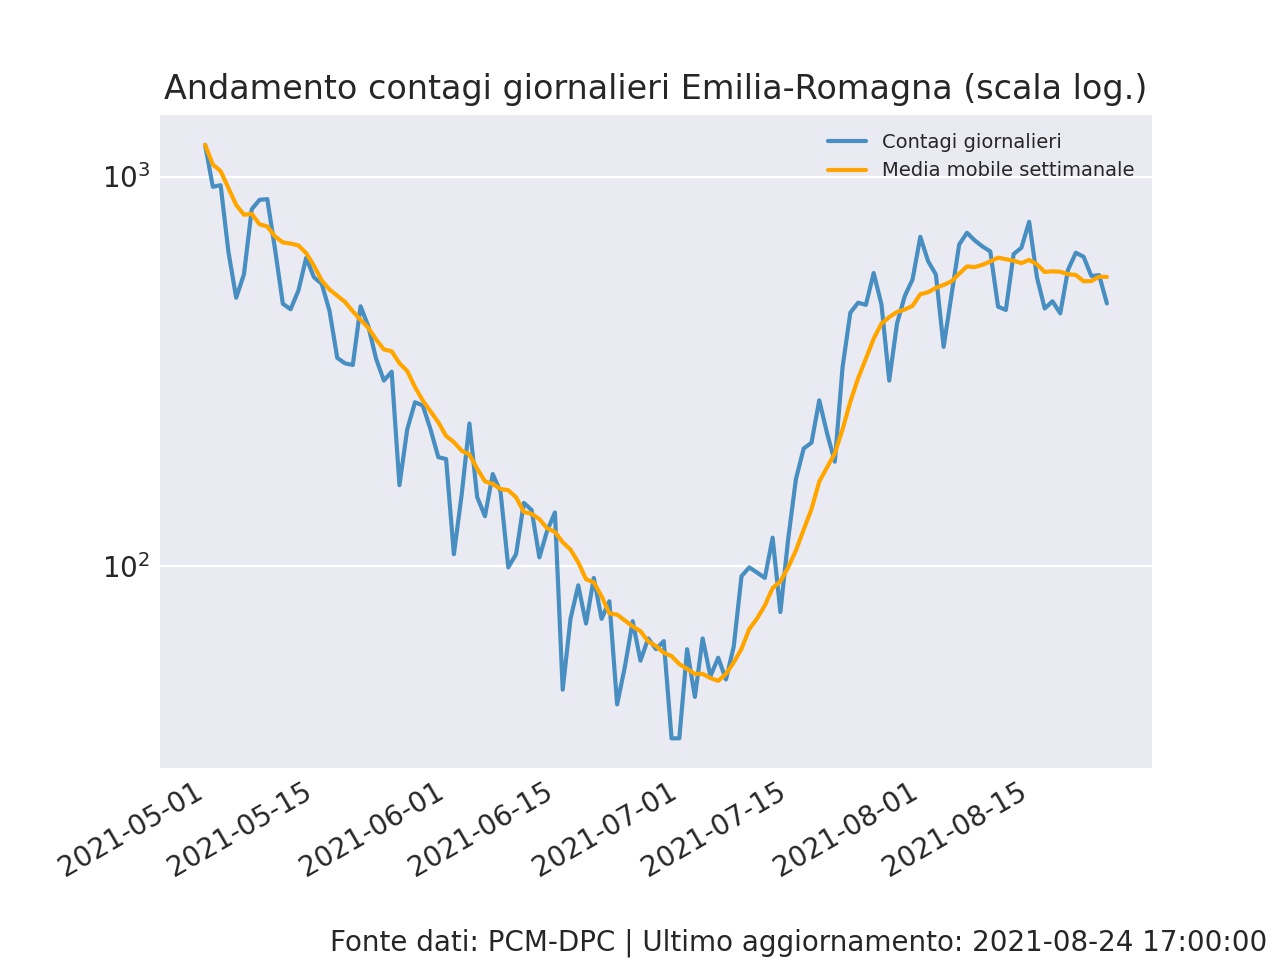 Andamento contagi giornalieri Emilia-Romagna (scala log.)
Contagi giornalieri
Media mobile settimanale
10³
10²
2021-05-01
2021-05-15
2021-06-01
2021-06-15
2021-07-01
2021-07-15
2021-08-01
2021-08-15
Fonte dati: PCM-DPC | Ultimo aggiornamento: 2021-08-24 17:00:00